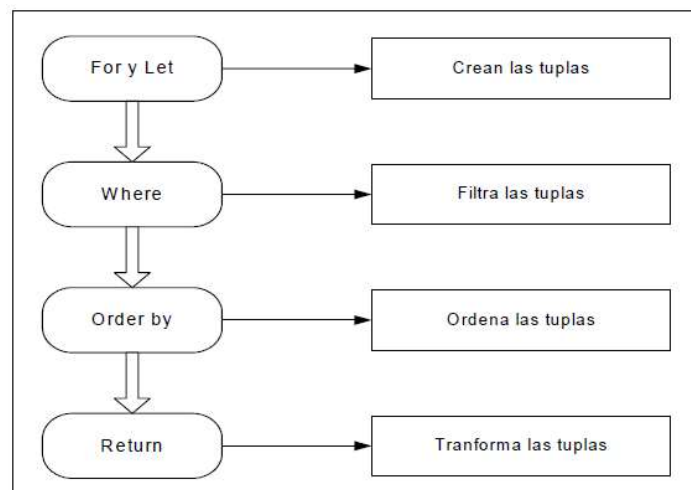 For y Let
Crean las tuplas
Where
Filtra las tuplas
Order by
Ordena las tuplas
Return
Tranforma las tuplas